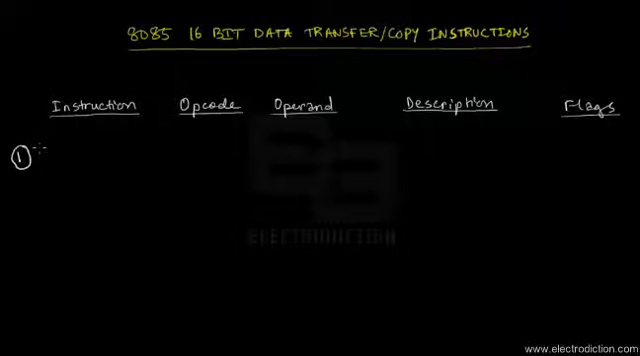 8085 16 BIT DATA TRANSFER/COPY INSTRUCTIONS
Instruction Opcode Operand Description Flags
1
ELECTRODICTION
www.electrodiction.com